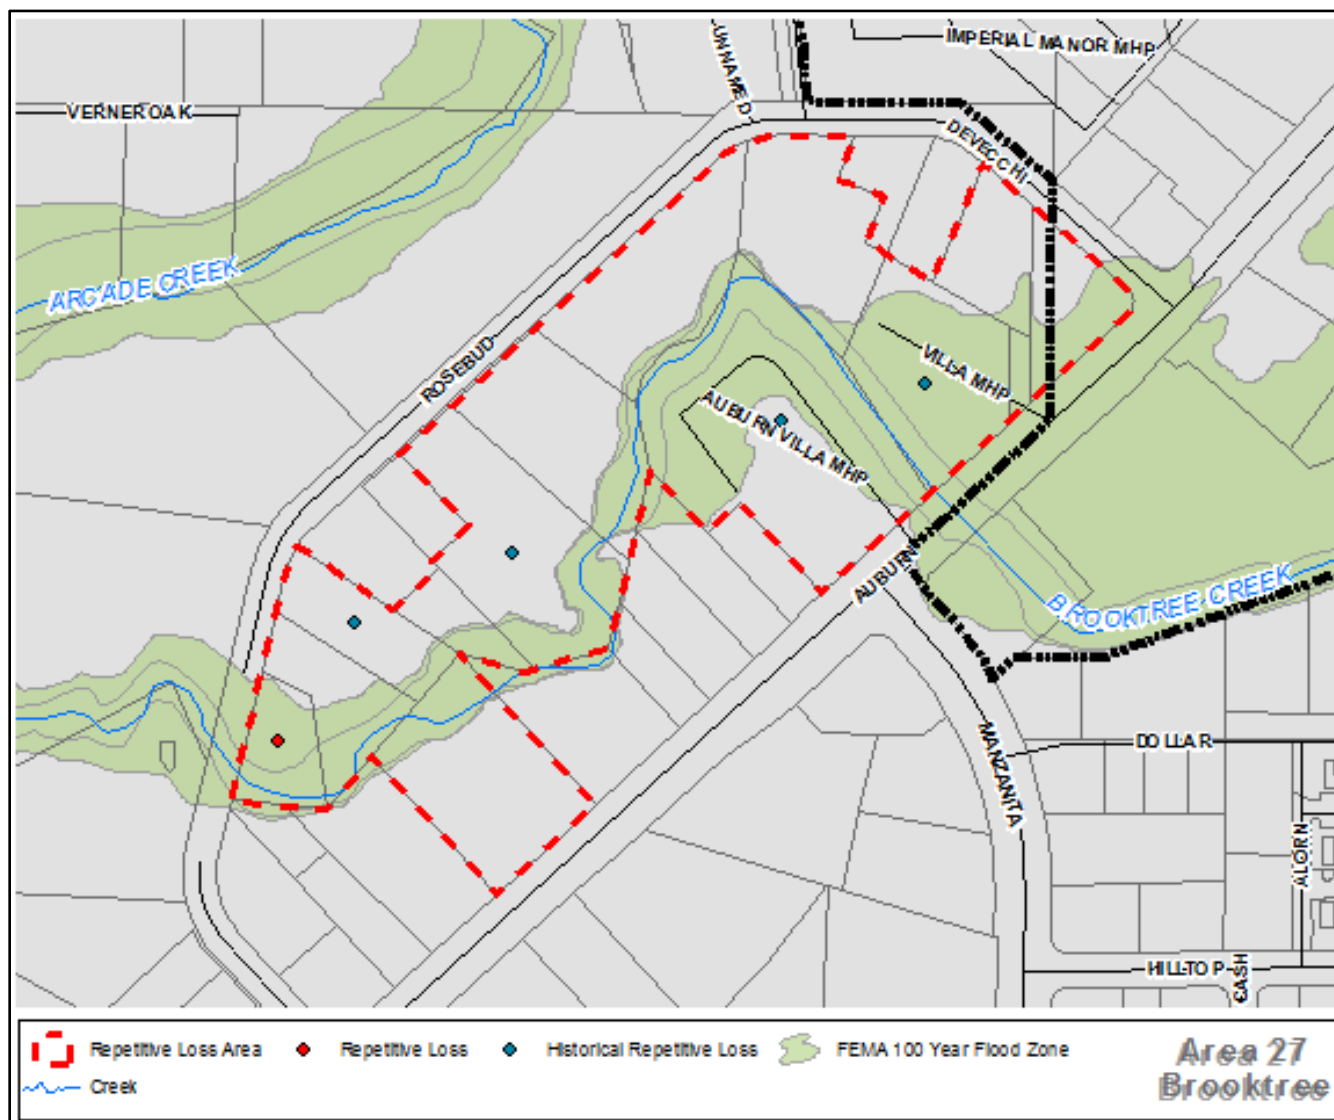 IMPERIAL MANOR MHP
UNNAMED
VERNEROAK
DEVECCHI
ARCADE CREEK
ROSEBUD
VILLA MHP
AUBURN VILLA MHP
AUBURN
BROOKTREE CREEK
MANZANITA
DOLLAR
ALORN
HILLTOP
CASH
Repetitive Loss Area
Repetitive Loss
Historical Repetitive Loss
FEMA 100 Year Flood Zone
Creek
Area 27
Brooktree